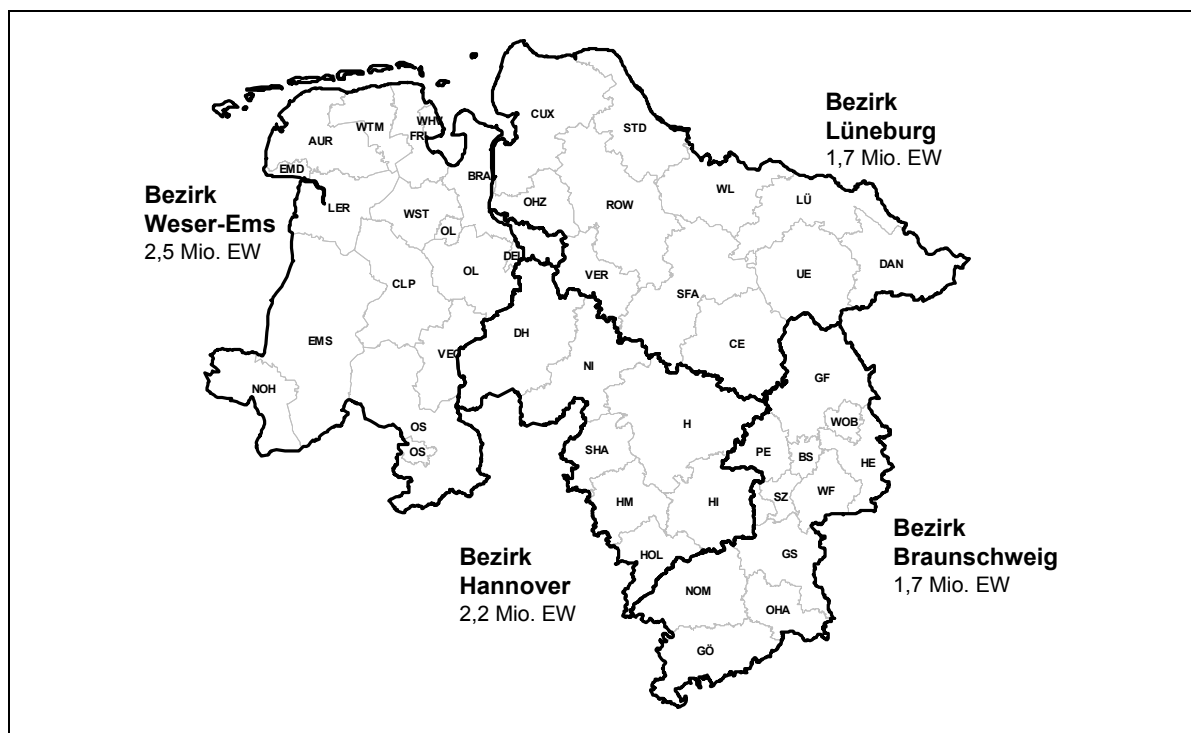 Bezirk
Lüneburg
1,7 Mio. EW
Bezirk
Weser-Ems
2,5 Mio. EW
Bezirk
Hannover
2,2 Mio. EW
Bezirk
Braunschweig
1,7 Mio. EW
CUX
STD
WTM
WHV
FRI
AUR
EMD
BRA
WL
LÜ
LER
WST
OHZ
ROW
OL
DEL
OL
VER
UE
DAN
CLP
SFA
EMS
DH
CE
VEC
NI
GF
NOH
OS
OS
H
WOB
SHA
PE
BS
HE
HM
HI
SZ
WF
HOL
GS
NOM
OHA
GÖ